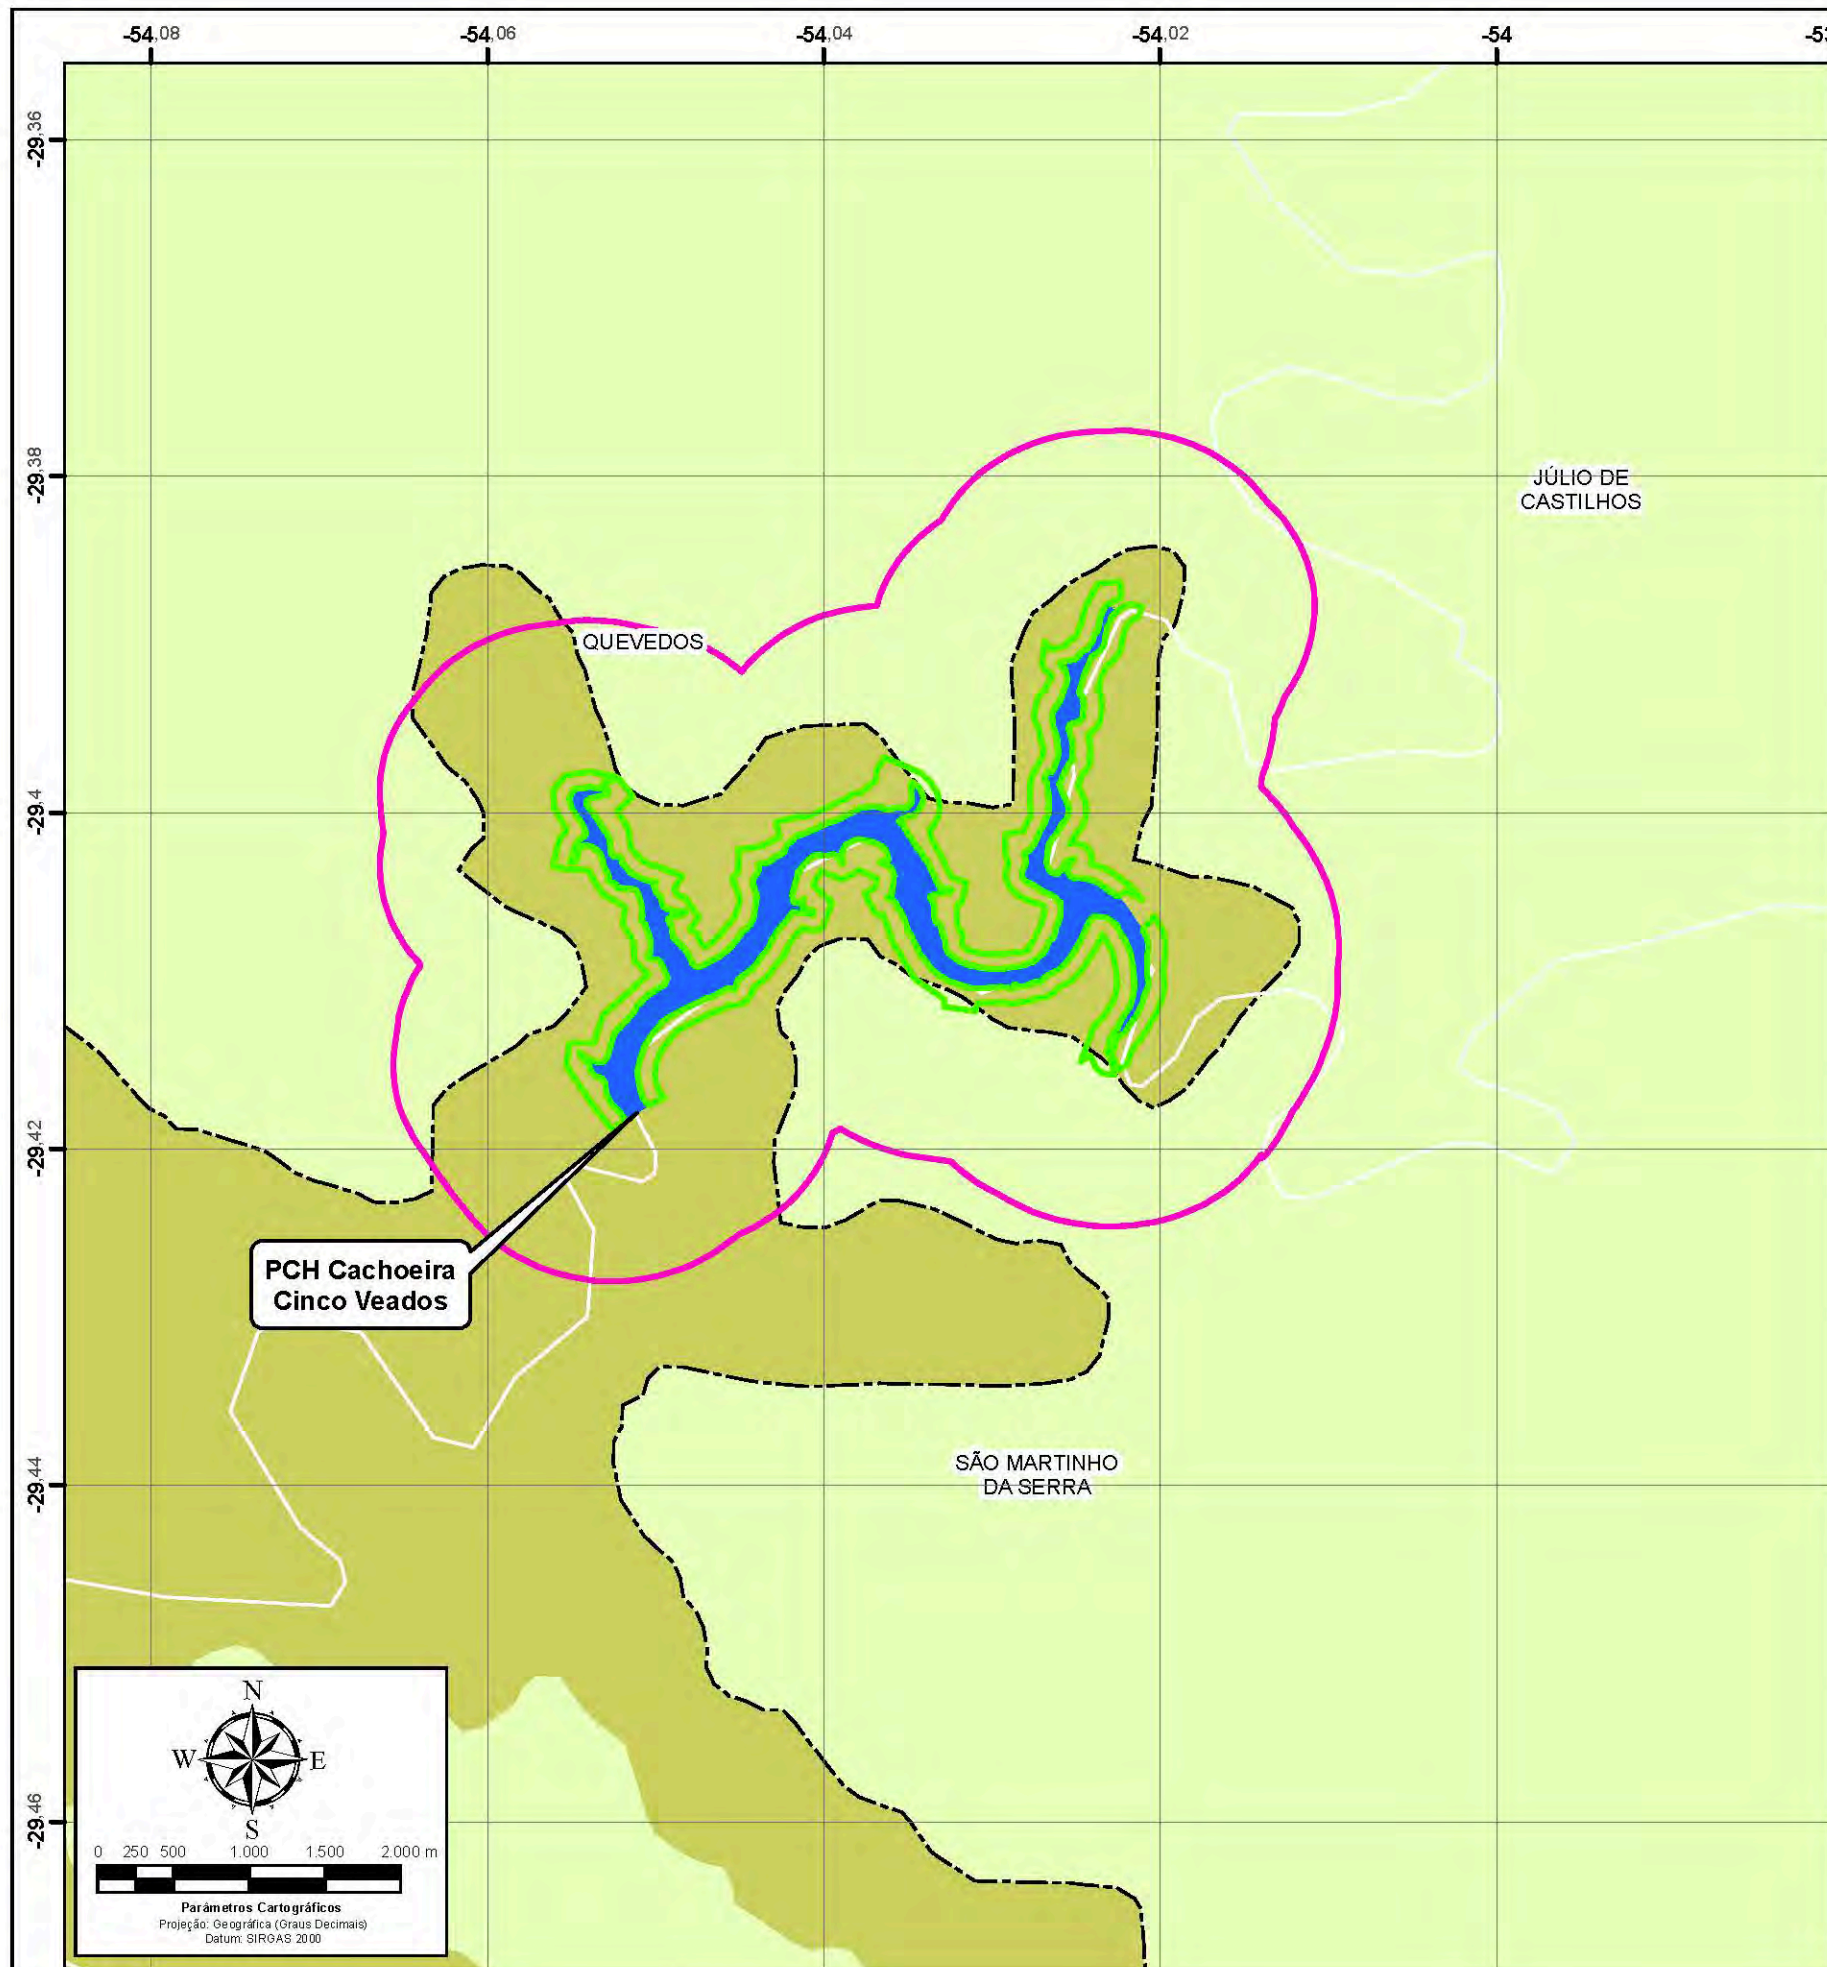 -54,08 -54,06 -54,04 -54,02 -54
-29,36
-29,38
-29,4
-29,42
-29,44
-29,46
JÚLIO DE
CASTILHOS
QUEVEDOS
PCH Cachoeira
Cinco Veados
SÃO MARTINHO
DA SERRA
N
W E
S
0 250 500 1.000 1.500 2.000 m
Parâmetros Cartográficos
Projeção: Geográfica (Graus Decimais)
Datum: SIRGAS 2000